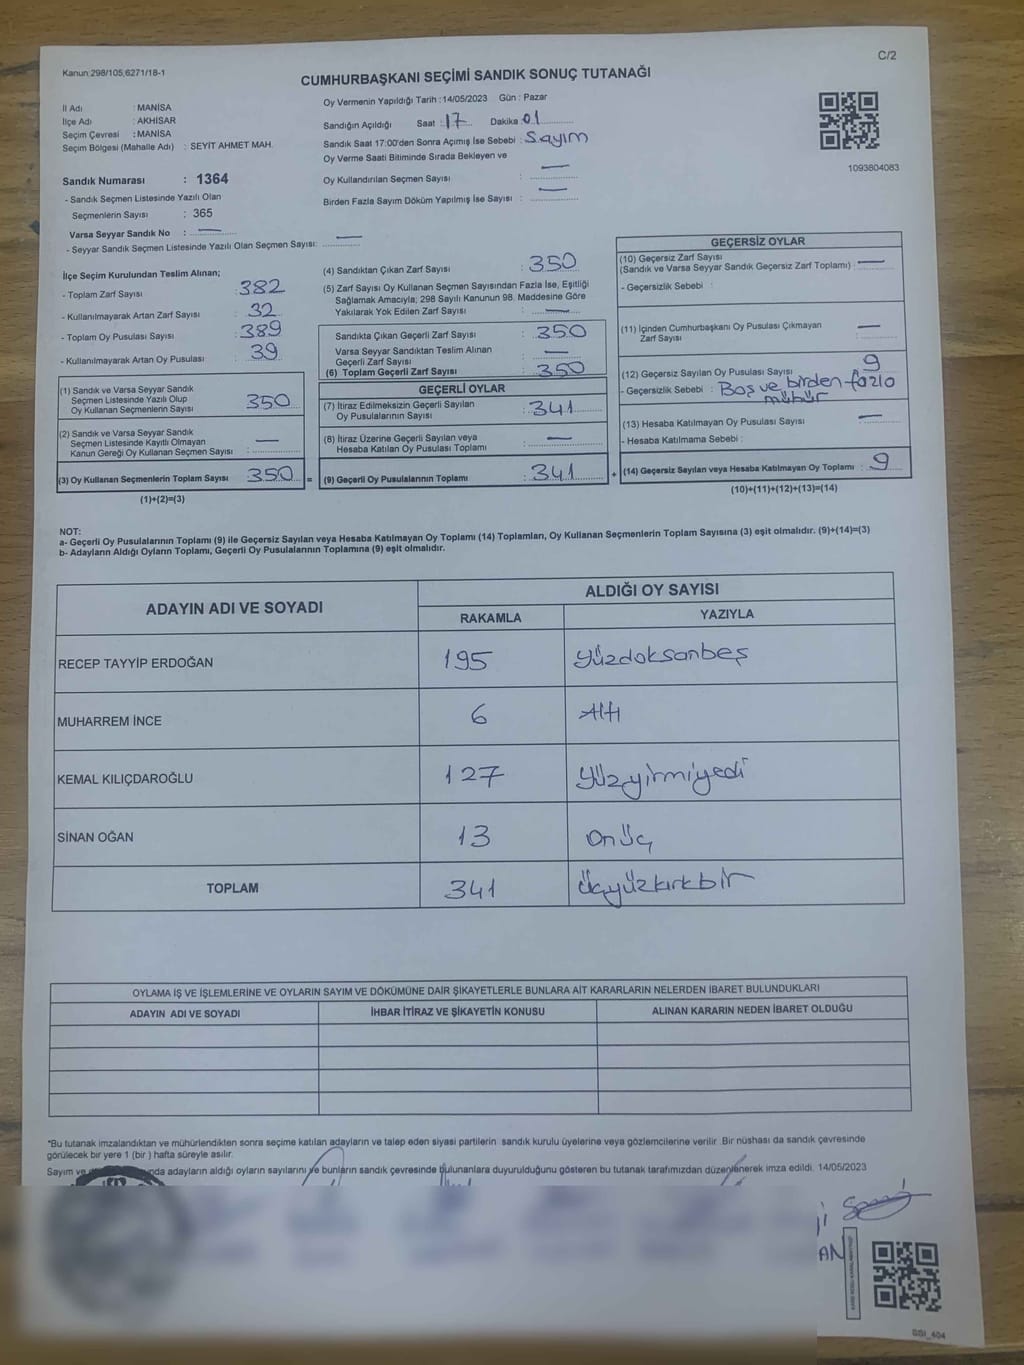 C/2
Kanun:298/105,6271/18-1
CUMHURBAŞKANI SEÇİMİ SANDIK SONUÇ TUTANAĞI
İl Adı : MANİSA
İlçe Adı : AKHİSAR
Seçim Çevresi : MANİSA
Seçim Bölgesi (Mahalle Adı) : SEYİT AHMET MAH.
Sandık Numarası : 1364
- Sandık Seçmen Listesinde Yazılı Olan
Seçmenlerin Sayısı : 365
Varsa Seyyar Sandık No : —
- Seyyar Sandık Seçmen Listesinde Yazılı Olan Seçmen Sayısı: —
Oy Vermenin Yapıldığı Tarih :14/05/2023 Gün : Pazar
Sandığın Açıldığı Saat : 17 Dakika : 01
Sandık Saat 17:00'den Sonra Açımış İse Sebebi : Sayım
Oy Verme Saati Bitiminde Sırada Bekleyen ve
Oy Kullandırılan Seçmen Sayısı : —
Birden Fazla Sayım Döküm Yapılmış İse Sayısı : —
1093804083
İlçe Seçim Kurulundan Teslim Alınan;
- Toplam Zarf Sayısı : 382
- Kullanılmayarak Artan Zarf Sayısı : 32
- Toplam Oy Pusulası Sayısı : 389
- Kullanılmayarak Artan Oy Pusulası : 39
(1) Sandık ve Varsa Seyyar Sandık
Seçmen Listesinde Yazılı Olup
Oy Kullanan Seçmenlerin Sayısı : 350
(2) Sandık ve Varsa Seyyar Sandık
Seçmen Listesinde Kayıtlı Olmayan
Kanun Gereği Oy Kullanan Seçmen Sayısı : —
(3) Oy Kullanan Seçmenlerin Toplam Sayısı : 350 =
(1)+(2)=(3)
(4) Sandıktan Çıkan Zarf Sayısı : 350
(5) Zarf Sayısı Oy Kullanan Seçmen Sayısından Fazla İse, Eşitliği
Sağlamak Amacıyla; 298 Sayılı Kanunun 98. Maddesine Göre
Yakılarak Yok Edilen Zarf Sayısı : —
Sandıkta Çıkan Geçerli Zarf Sayısı : 350
Varsa Seyyar Sandıktan Teslim Alınan
Geçerli Zarf Sayısı : —
(6) Toplam Geçerli Zarf Sayısı : 350
GEÇERLİ OYLAR
(7) İtiraz Edilmeksizin Geçerli Sayılan
Oy Pusulalarının Sayısı : 341
(8) İtiraz Üzerine Geçerli Sayılan veya
Hesaba Katılan Oy Pusulası Toplamı : —
(9) Geçerli Oy Pusulalarının Toplamı : 341 +
GEÇERSİZ OYLAR
(10) Geçersiz Zarf Sayısı
(Sandık ve Varsa Seyyar Sandık Geçersiz Zarf Toplamı) : —
- Geçersizlik Sebebi :
(11) İçinden Cumhurbaşkanı Oy Pusulası Çıkmayan
Zarf Sayısı : —
(12) Geçersiz Sayılan Oy Pusulası Sayısı : 9
- Geçersizlik Sebebi : Boş ve birden fazla
mühür
(13) Hesaba Katılmayan Oy Pusulası Sayısı : —
- Hesaba Katılmama Sebebi :
(14) Geçersiz Sayılan veya Hesaba Katılmayan Oy Toplamı : 9
(10)+(11)+(12)+(13)=(14)
NOT:
a- Geçerli Oy Pusulalarının Toplamı (9) ile Geçersiz Sayılan veya Hesaba Katılmayan Oy Toplamı (14) Toplamları, Oy Kullanan Seçmenlerin Toplam Sayısına (3) eşit olmalıdır. (9)+(14)=(3)
b- Adayların Aldığı Oyların Toplamı, Geçerli Oy Pusulalarının Toplamına (9) eşit olmalıdır.
ADAYIN ADI VE SOYADI ALDIĞI OY SAYISI
RAKAMLA YAZIYLA
RECEP TAYYİP ERDOĞAN 195 yüzdoksanbeş
MUHARREM İNCE 6 Altı
KEMAL KILIÇDAROĞLU 127 yüzyirmiyedi
SİNAN OĞAN 13 onüç
TOPLAM 341 üçyüzkırkbir
OYLAMA İŞ VE İŞLEMLERİNE VE OYLARIN SAYIM VE DÖKÜMÜNE DAİR ŞİKAYETLERLE BUNLARA AİT KARARLARIN NELERDEN İBARET BULUNDUKLARI
ADAYIN ADI VE SOYADI İHBAR İTİRAZ VE ŞİKAYETİN KONUSU ALINAN KARARIN NEDEN İBARET OLDUĞU
*Bu tutanak imzalandıktan ve mühürlendikten sonra seçime katılan adayların ve talep eden siyasi partilerin sandık kurulu üyelerine veya gözlemcilerine verilir. Bir nüshası da sandık çevresinde
görülecek bir yere 1 (bir ) hafta süreyle asılır.
Sayım ve adayların aldığı oyların sayılarını ve bunların sandık çevresinde bulunanlara duyurulduğunu gösteren bu tutanak tarafımızdan düzenlenerek imza edildi. 14/05/2023
AN
GSI_404